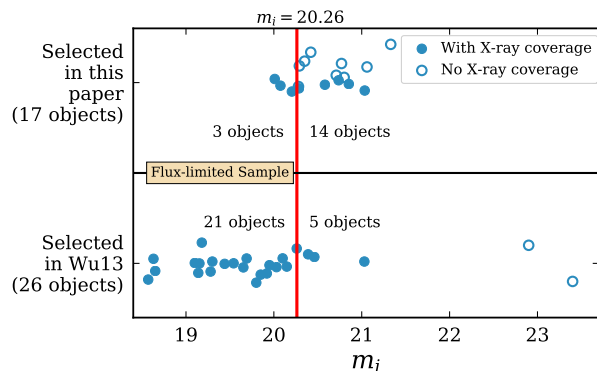 m_i = 20.26
Selected
in this
paper
(17 objects)
With X-ray coverage
No X-ray coverage
3 objects
14 objects
Flux-limited Sample
21 objects
5 objects
Selected
in Wu13
(26 objects)
19 20 21 22 23
m_i